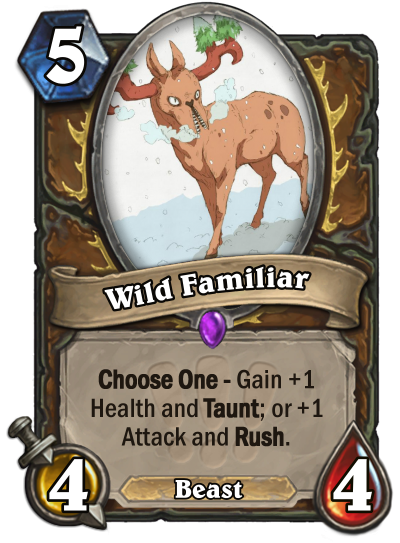 5
Wild Familiar
Choose One - Gain +1
Health and Taunt; or +1
Attack and Rush.
4
Beast
4